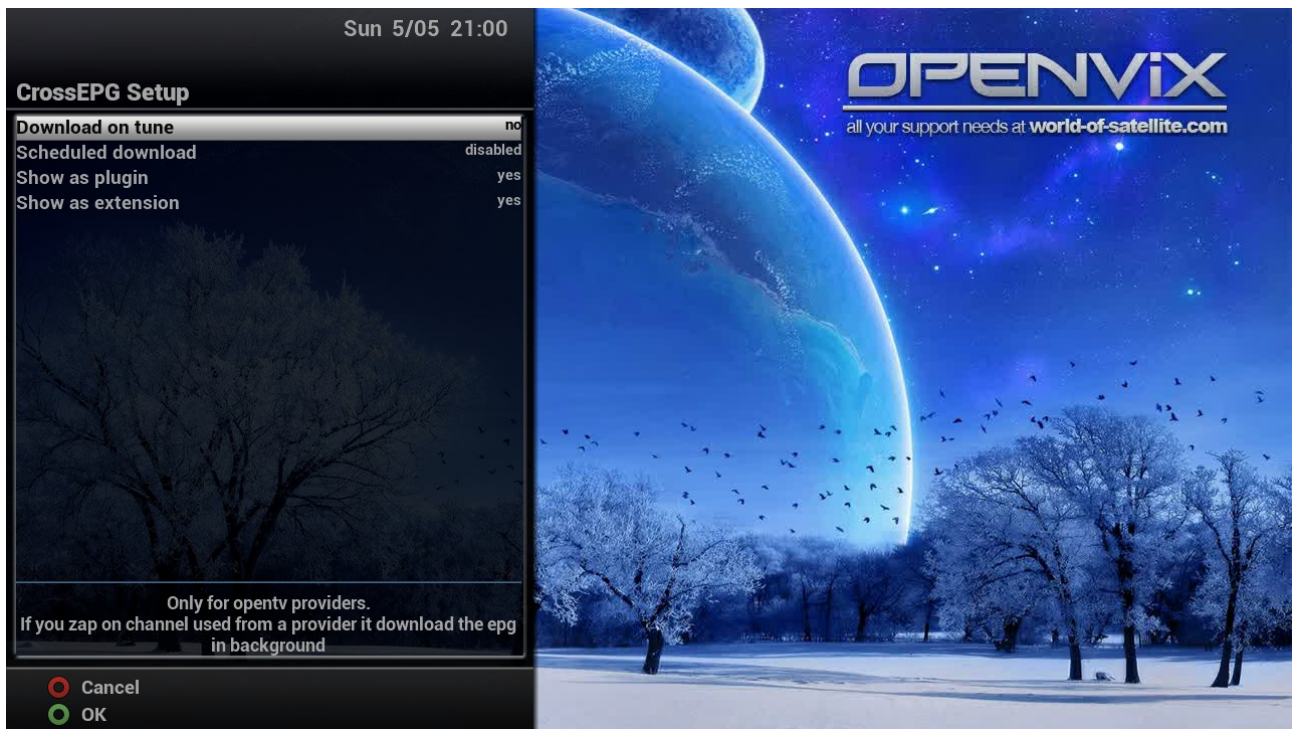 Sun 5/05 21:00
CrossEPG Setup
Download on tune no
Scheduled download disabled
Show as plugin yes
Show as extension yes
Only for opentv providers.
If you zap on channel used from a provider it download the epg
in background
Cancel
OK
OPENViX
all your support needs at world-of-satellite.com